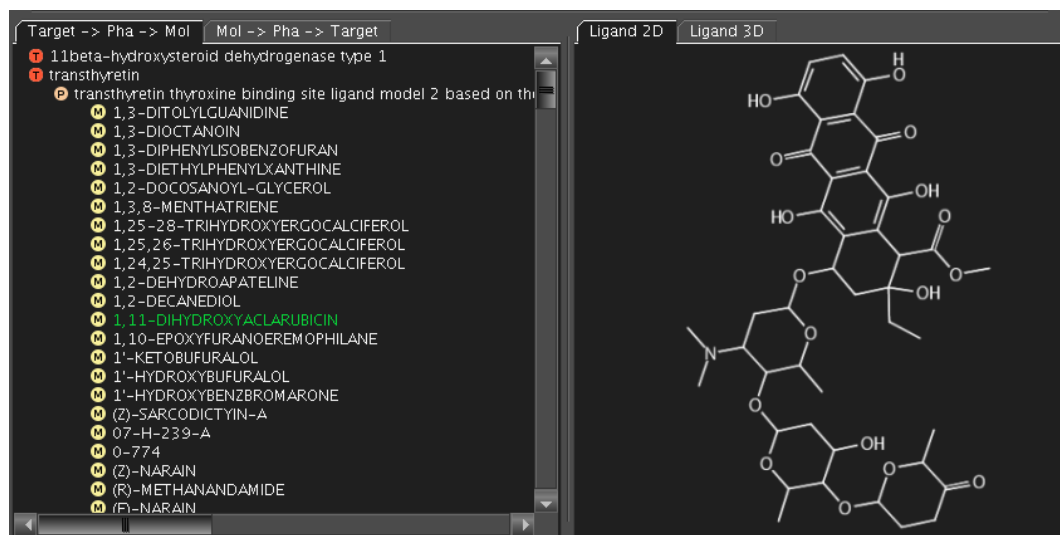 Target -> Pha -> Mol
Mol -> Pha -> Target
T 11beta-hydroxysteroid dehydrogenase type 1
T transthyretin
P transthyretin thyroxine binding site ligand model 2 based on the
M 1,3-DITOLYLGUANIDINE
M 1,3-DIOCTANOIN
M 1,3-DIPHENYLISOBENZOFURAN
M 1,3-DIETHYLPHENYLXANTHINE
M 1,2-DOCOSANOYL-GLYCEROL
M 1,3,8-MENTHATRIENE
M 1,25-28-TRIHYDROXYERGOCALCIFEROL
M 1,25,26-TRIHYDROXYERGOCALCIFEROL
M 1,24,25-TRIHYDROXYERGOCALCIFEROL
M 1,2-DEHYDROAPATELINE
M 1,2-DECANEDIOL
M 1,11-DIHYDROXYACLARUBICIN
M 1,10-EPOXYFURANOEREMOPHILANE
M 1'-KETOBUFURALOL
M 1'-HYDROXYBUFURALOL
M 1'-HYDROXYBENZBROMARONE
M (Z)-SARCODICTYIN-A
M 07-H-239-A
M 0-774
M (Z)-NARAIN
M (R)-METHANANDAMIDE
M (E)-NARAIN
Ligand 2D
Ligand 3D
O
H
HO
O
O
OH
HO
O
O
O
OH
O
O
N
O
O
OH
O
O
O
O